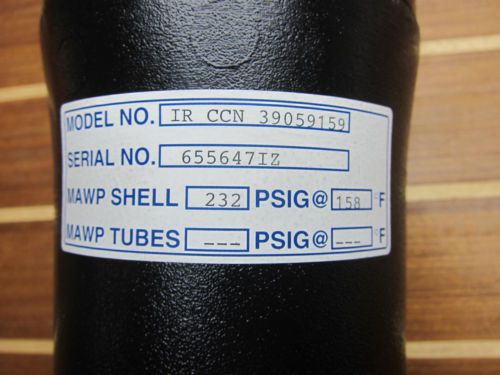 MODEL NO. IR CCN 39059159
SERIAL NO. 655647IZ
MAWP SHELL 232 PSIG@ 158 °F
MAWP TUBES --- PSIG@ --- °F